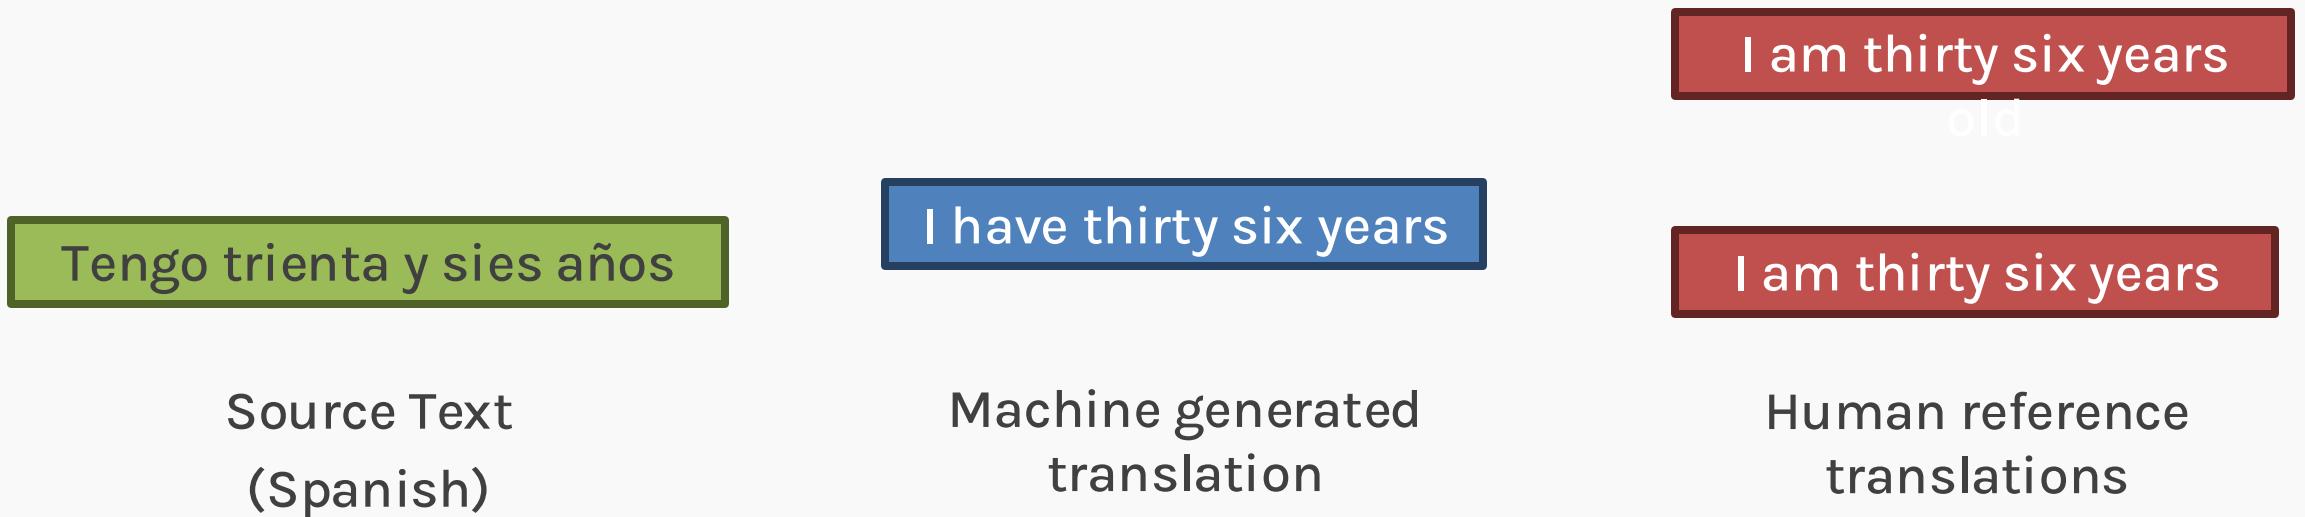 I am thirty six years
old
I have thirty six years
Tengo trienta y sies años
I am thirty six years
Source Text
(Spanish)
Machine generated
translation
Human reference
translations